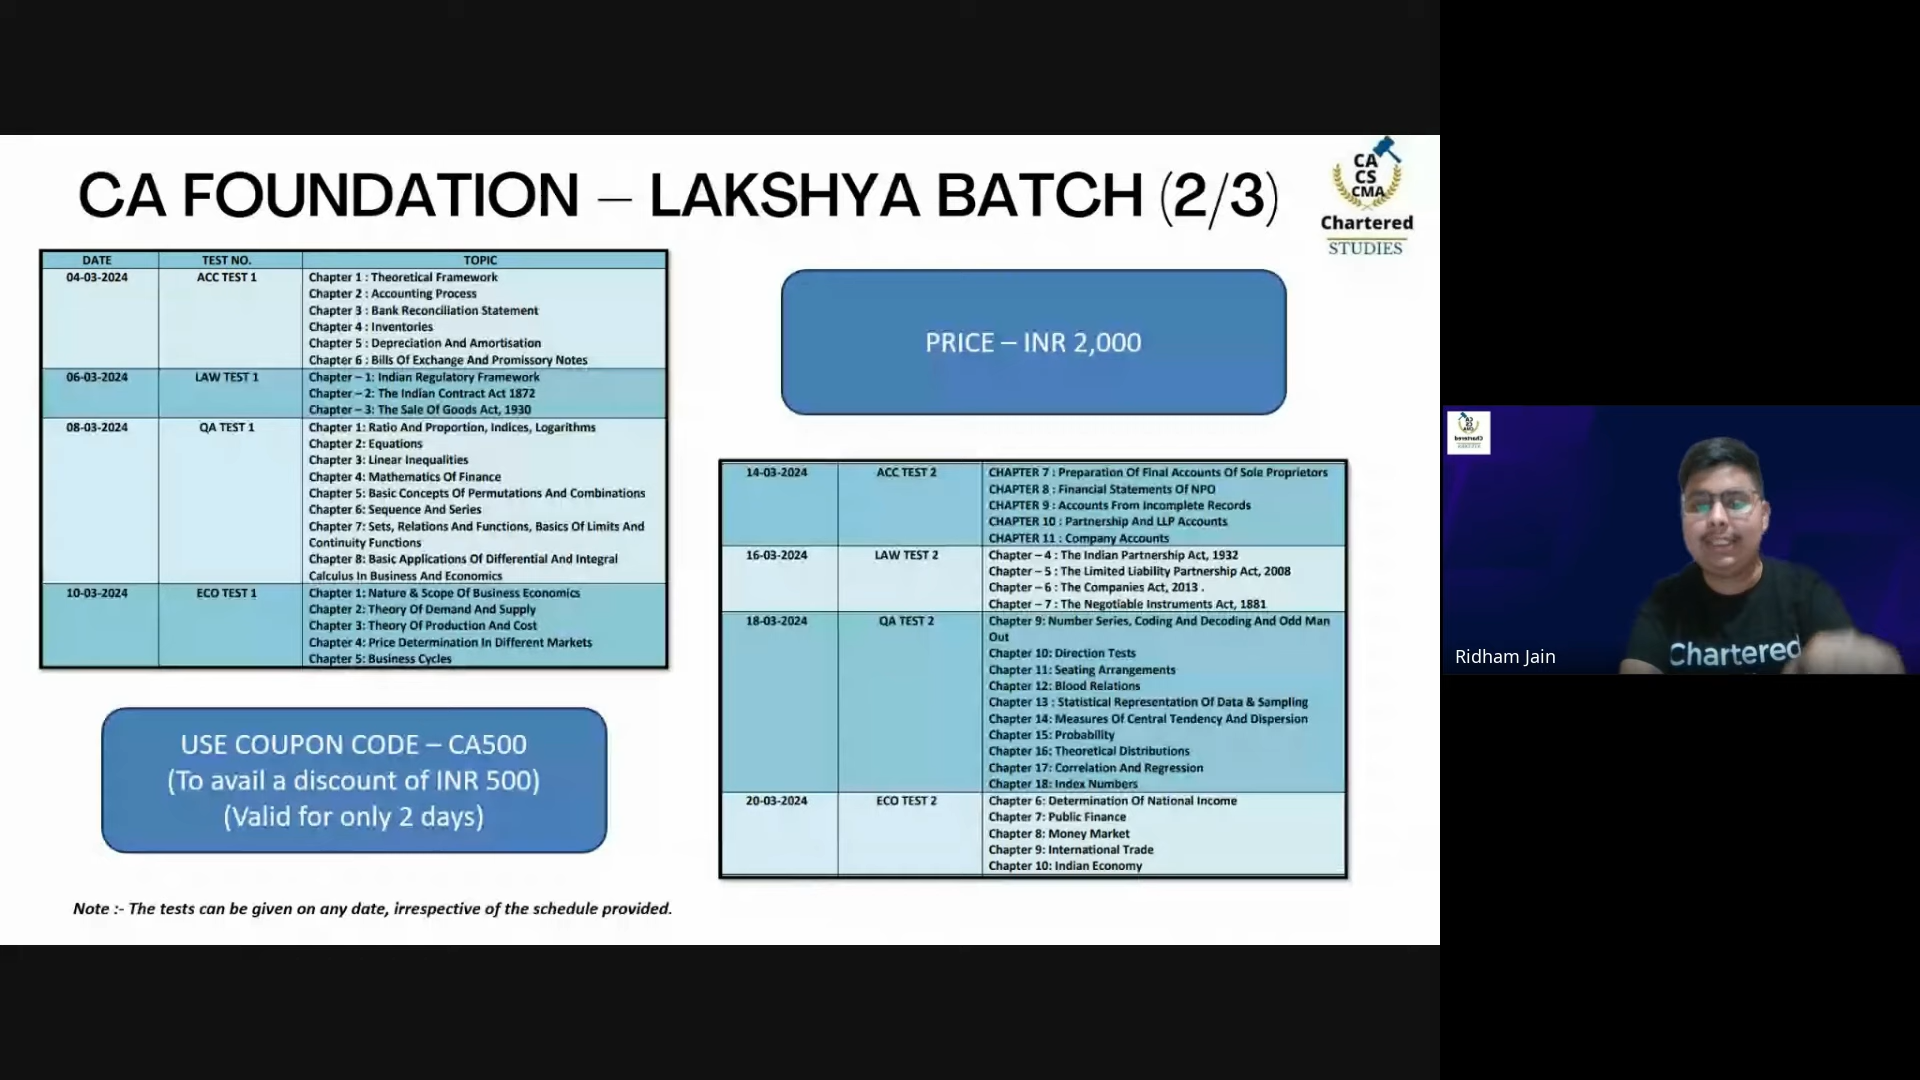 CA FOUNDATION – LAKSHYA BATCH (2/3)
CA
CS
CMA
Chartered
STUDIES
DATE TEST NO. TOPIC
04-03-2024 ACC TEST 1 Chapter 1 : Theoretical Framework
Chapter 2 : Accounting Process
Chapter 3 : Bank Reconciliation Statement
Chapter 4 : Inventories
Chapter 5 : Depreciation And Amortisation
Chapter 6 : Bills Of Exchange And Promissory Notes
06-03-2024 LAW TEST 1 Chapter – 1: Indian Regulatory Framework
Chapter – 2: The Indian Contract Act 1872
Chapter – 3: The Sale Of Goods Act, 1930
08-03-2024 QA TEST 1 Chapter 1: Ratio And Proportion, Indices, Logarithms
Chapter 2: Equations
Chapter 3: Linear Inequalities
Chapter 4: Mathematics Of Finance
Chapter 5: Basic Concepts Of Permutations And Combinations
Chapter 6: Sequence And Series
Chapter 7: Sets, Relations And Functions, Basics Of Limits And
Continuity Functions
Chapter 8: Basic Applications Of Differential And Integral
Calculus In Business And Economics
10-03-2024 ECO TEST 1 Chapter 1: Nature & Scope Of Business Economics
Chapter 2: Theory Of Demand And Supply
Chapter 3: Theory Of Production And Cost
Chapter 4: Price Determination In Different Markets
Chapter 5: Business Cycles
USE COUPON CODE – CA500
(To avail a discount of INR 500)
(Valid for only 2 days)
Note :- The tests can be given on any date, irrespective of the schedule provided.
PRICE – INR 2,000
14-03-2024 ACC TEST 2 CHAPTER 7 : Preparation Of Final Accounts Of Sole Proprietors
CHAPTER 8 : Financial Statements Of NPO
CHAPTER 9 : Accounts From Incomplete Records
CHAPTER 10 : Partnership And LLP Accounts
CHAPTER 11 : Company Accounts
16-03-2024 LAW TEST 2 Chapter – 4 : The Indian Partnership Act, 1932
Chapter – 5 : The Limited Liability Partnership Act, 2008
Chapter – 6 : The Companies Act, 2013 .
Chapter – 7 : The Negotiable Instruments Act, 1881
18-03-2024 QA TEST 2 Chapter 9: Number Series, Coding And Decoding And Odd Man
Out
Chapter 10: Direction Tests
Chapter 11: Seating Arrangements
Chapter 12: Blood Relations
Chapter 13 : Statistical Representation Of Data & Sampling
Chapter 14: Measures Of Central Tendency And Dispersion
Chapter 15: Probability
Chapter 16: Theoretical Distributions
Chapter 17: Correlation And Regression
Chapter 18: Index Numbers
20-03-2024 ECO TEST 2 Chapter 6: Determination Of National Income
Chapter 7: Public Finance
Chapter 8: Money Market
Chapter 9: International Trade
Chapter 10: Indian Economy
Chartered
Ridham Jain